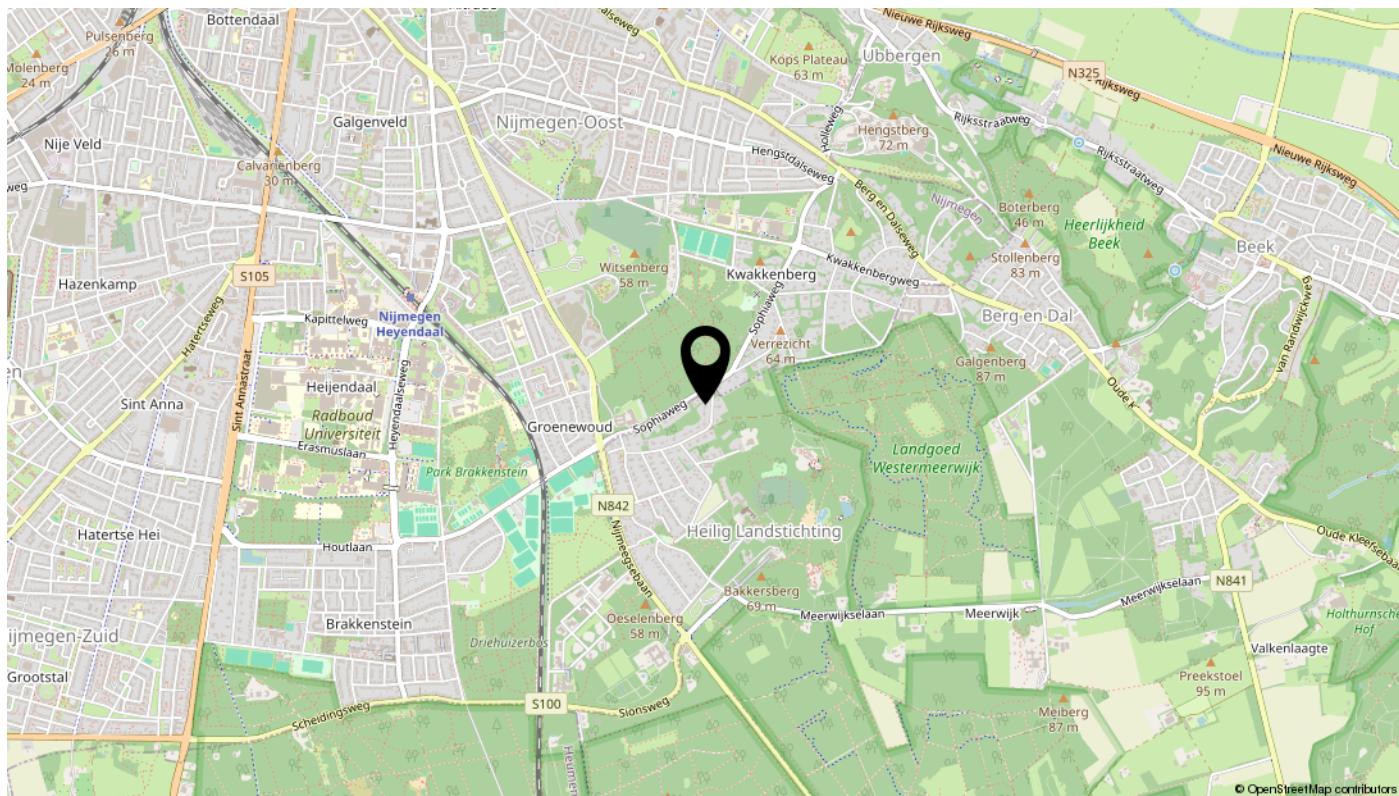 Bottendaal
Pulsenberg
26 m
Molenberg
24 m
Nije Veld
Galgenveld
Nijmegen-Oost
Calvariënberg
30 m
Kops Plateau
63 m
Ubbergen
Nieuwe Rijksweg
N325
Rijksweg
Nieuwe Rijksweg
Rijksstraatweg
Rijksstraatweg
Holleweg
Hengstberg
72 m
Hengstdalseweg
Berg en Dalseweg
Nijmegen
Boterberg
46 m
Heerlijkheid
Beek
Beek
Stollenberg
83 m
Witsenberg
58 m
Kwakkenberg
Kwakkenbergweg
Sophiaweg
Verrezicht
64 m
Berg en Dal
Galgenberg
87 m
van Randwijckweg
Oude K
Hazenkamp
S105
Hatertseweg
Kapittelweg
Nijmegen
Heyendaal
Heijendaal
Sint Anna
Sint Annastraat
Radboud
Universiteit
Erasmuslaan
Heyendaalseweg
Park Brakkenstein
Groenewoud
Sophiaweg
Landgoed
Westermeerwijk
N842
Nijmeegsebaan
Heilig Landstichting
Hatertse Hei
Houtlaan
Oude Kleefsebaan
N841
Meerwijkselaan
Bakkersberg
69 m
Meerwijkselaan
Meerwijk
Oeselenberg
58 m
Brakkenstein
Driehuizerbos
Holthurnsche
Hof
Valkenlaagte
Preekstoel
95 m
Meiberg
87 m
Grootstal
S100
Scheidingsweg
Sionsweg
© OpenStreetMap contributors